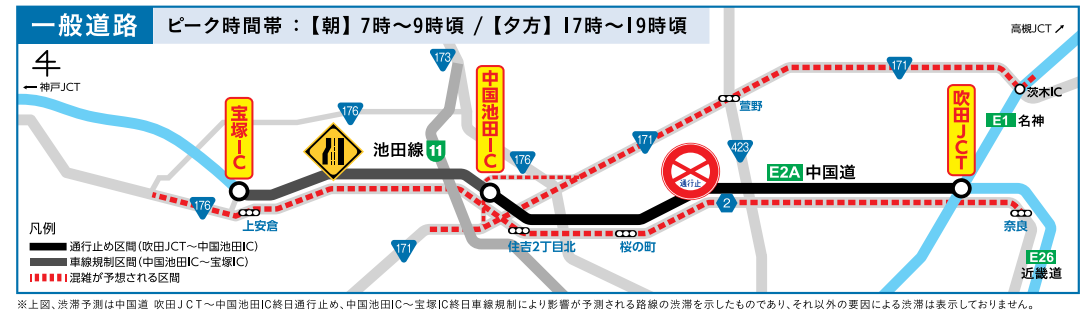 一般道路 ピーク時間帯：【朝】7時～9時頃 /【夕方】17時～19時頃
高槻JCT
神戸JCT
173
171
茨木IC
中国池田IC
吹田JCT
宝塚IC
176
萱野
E1 名神
池田線 11
171
423
176
通行止
E2A 中国道
176
上安倉
2
奈良
171
住吉2丁目北
桜の町
E26
近畿道
凡例
通行止め区間(吹田JCT～中国池田IC)
車線規制区間(中国池田IC～宝塚IC)
混雑が予想される区間
※上図、渋滞予測は中国道 吹田JCT～中国池田IC終日通行止め、中国池田IC～宝塚IC終日車線規制により影響が予測される路線の渋滞を示したものであり、それ以外の要因による渋滞は表示しておりません。